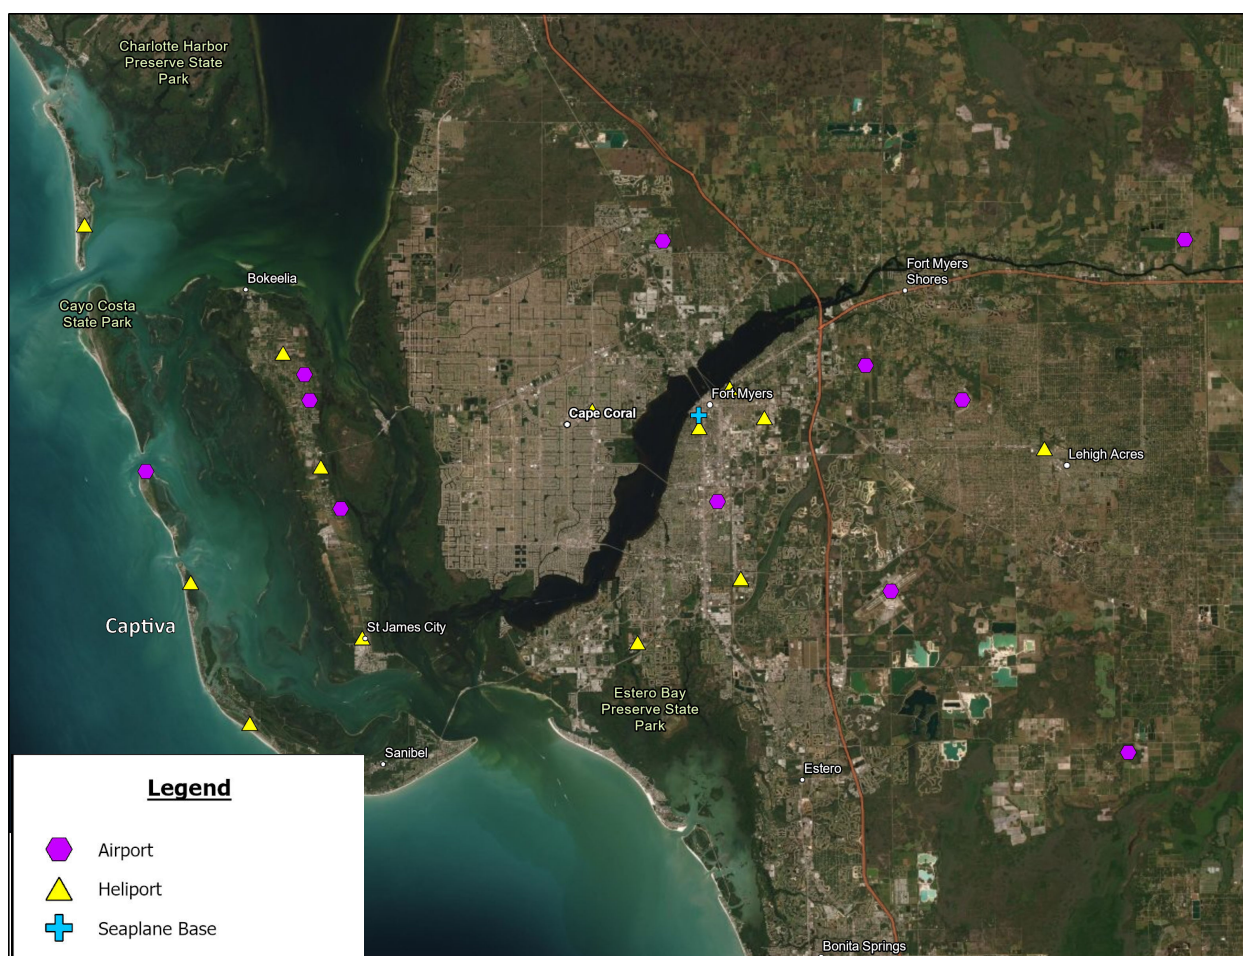 Charlotte Harbor
Preserve State
Park
Bokeelia
Cayo Costa
State Park
Fort Myers
Shores
Fort Myers
Cape Coral
Lehigh Acres
Captiva
St James City
Estero Bay
Preserve State
Park
Sanibel
Estero
Bonita Springs
Legend
Airport
Heliport
Seaplane Base